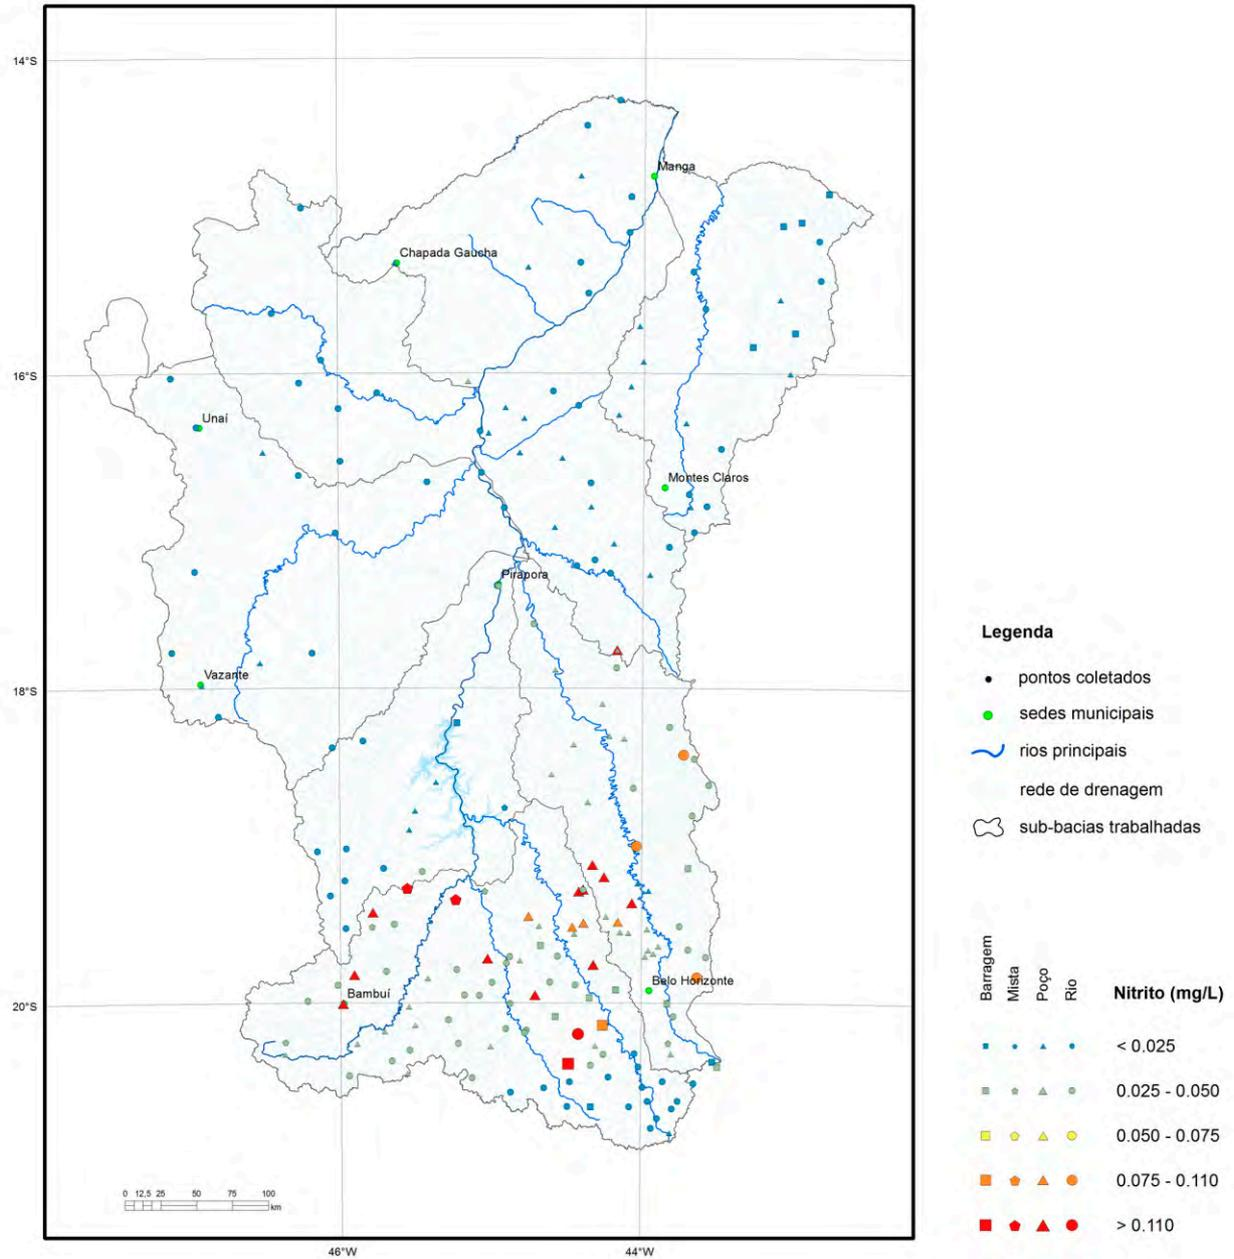 14°S
Manga
Chapada Gaúcha
16°S
Unaí
Montes Claros
Pirapora
Vazante
18°S
Belo Horizonte
20°S
Bambuí
0 12,5 25 50 75 100
km
46°W
44°W
Legenda
pontos coletados
sedes municipais
rios principais
rede de drenagem
sub-bacias trabalhadas
Barragem
Mista
Poço
Rio
Nitrito (mg/L)
< 0.025
0.025 - 0.050
0.050 - 0.075
0.075 - 0.110
> 0.110